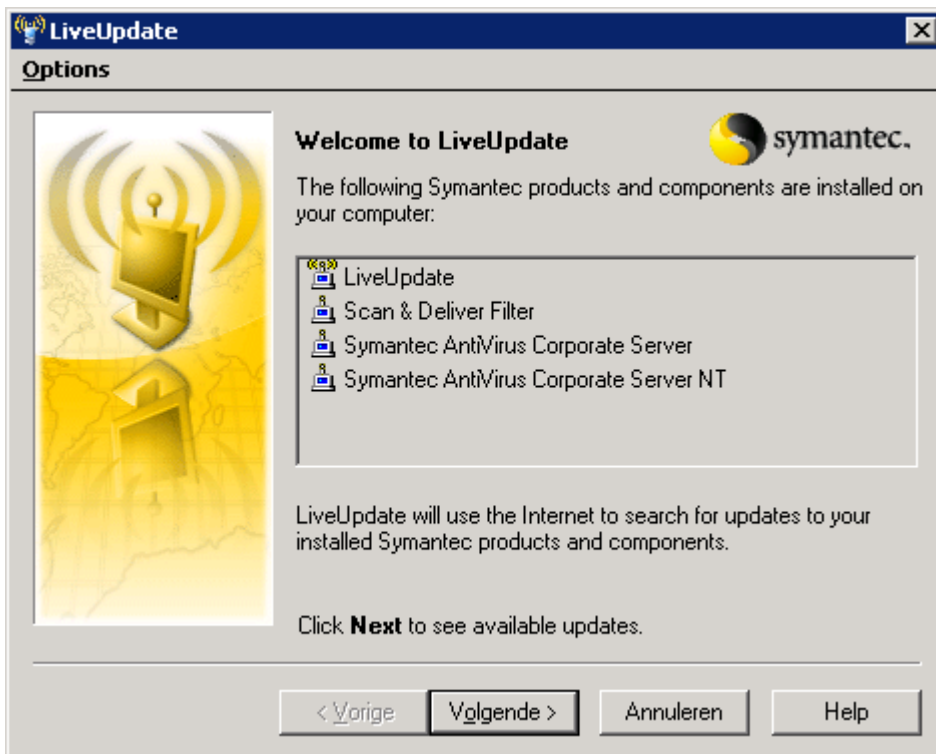 LiveUpdate
Options
Welcome to LiveUpdate
symantec.
The following Symantec products and components are installed on
your computer:
LiveUpdate
Scan & Deliver Filter
Symantec AntiVirus Corporate Server
Symantec AntiVirus Corporate Server NT
LiveUpdate will use the Internet to search for updates to your
installed Symantec products and components.
Click Next to see available updates.
< Vorige
Volgende >
Annuleren
Help